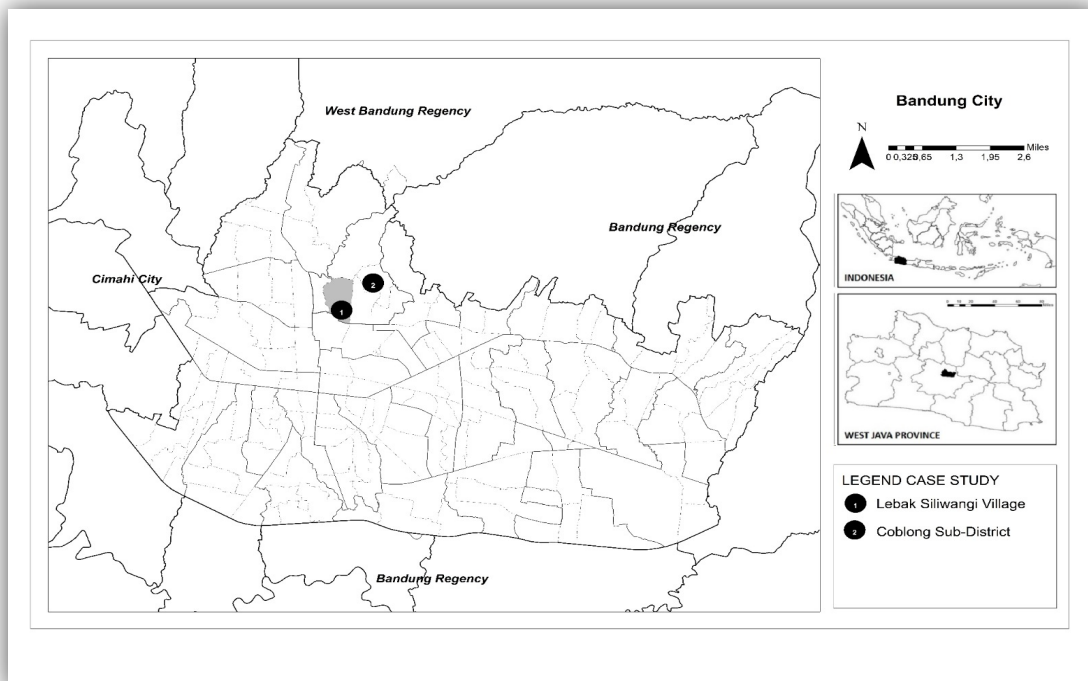 West Bandung Regency
Bandung Regency
Cimahi City
2
1
Bandung Regency
Bandung City
N
Miles
0 0,325 0,65 1,3 1,95 2,6
INDONESIA
WEST JAVA PROVINCE
LEGEND CASE STUDY
1 Lebak Siliwangi Village
2 Coblong Sub-District